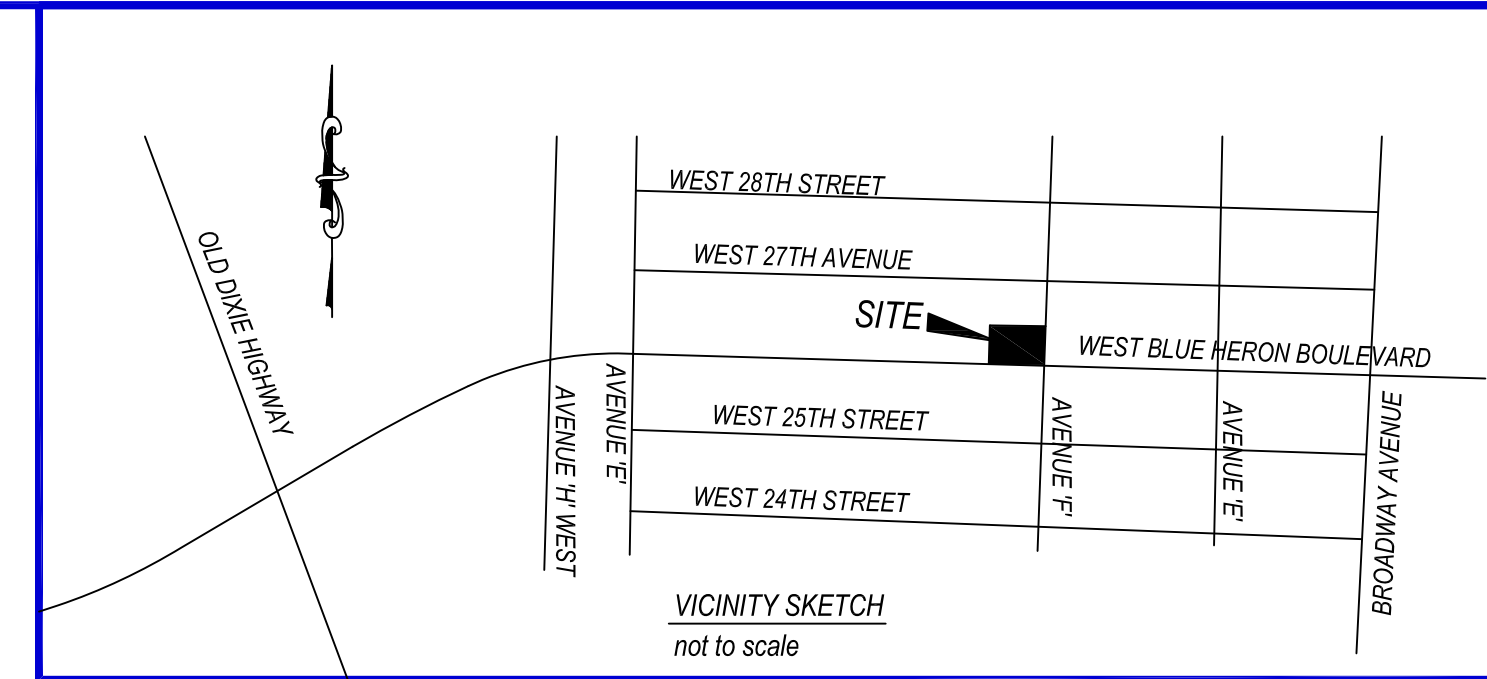 WEST 28TH STREET
OLD DIXIE HIGHWAY
WEST 27TH AVENUE
SITE
WEST BLUE HERON BOULEVARD
AVENUE 'E'
AVENUE 'H' WEST
WEST 25TH STREET
AVENUE 'F'
AVENUE 'E'
BROADWAY AVENUE
WEST 24TH STREET
VICINITY SKETCH
not to scale